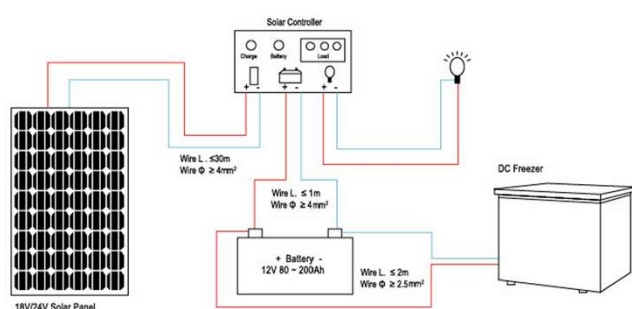 Solar Controller
Charge
Battery
Load
+ - + - + -
Wire L . ≤30m
Wire Φ ≥ 4mm²
Wire L. ≤ 1m
Wire Φ ≥ 4mm²
DC Freezer
+ Battery -
12V 80 ~ 200Ah
Wire L. ≤ 2m
Wire Φ ≥ 2.5mm²
18V/24V Solar Panel